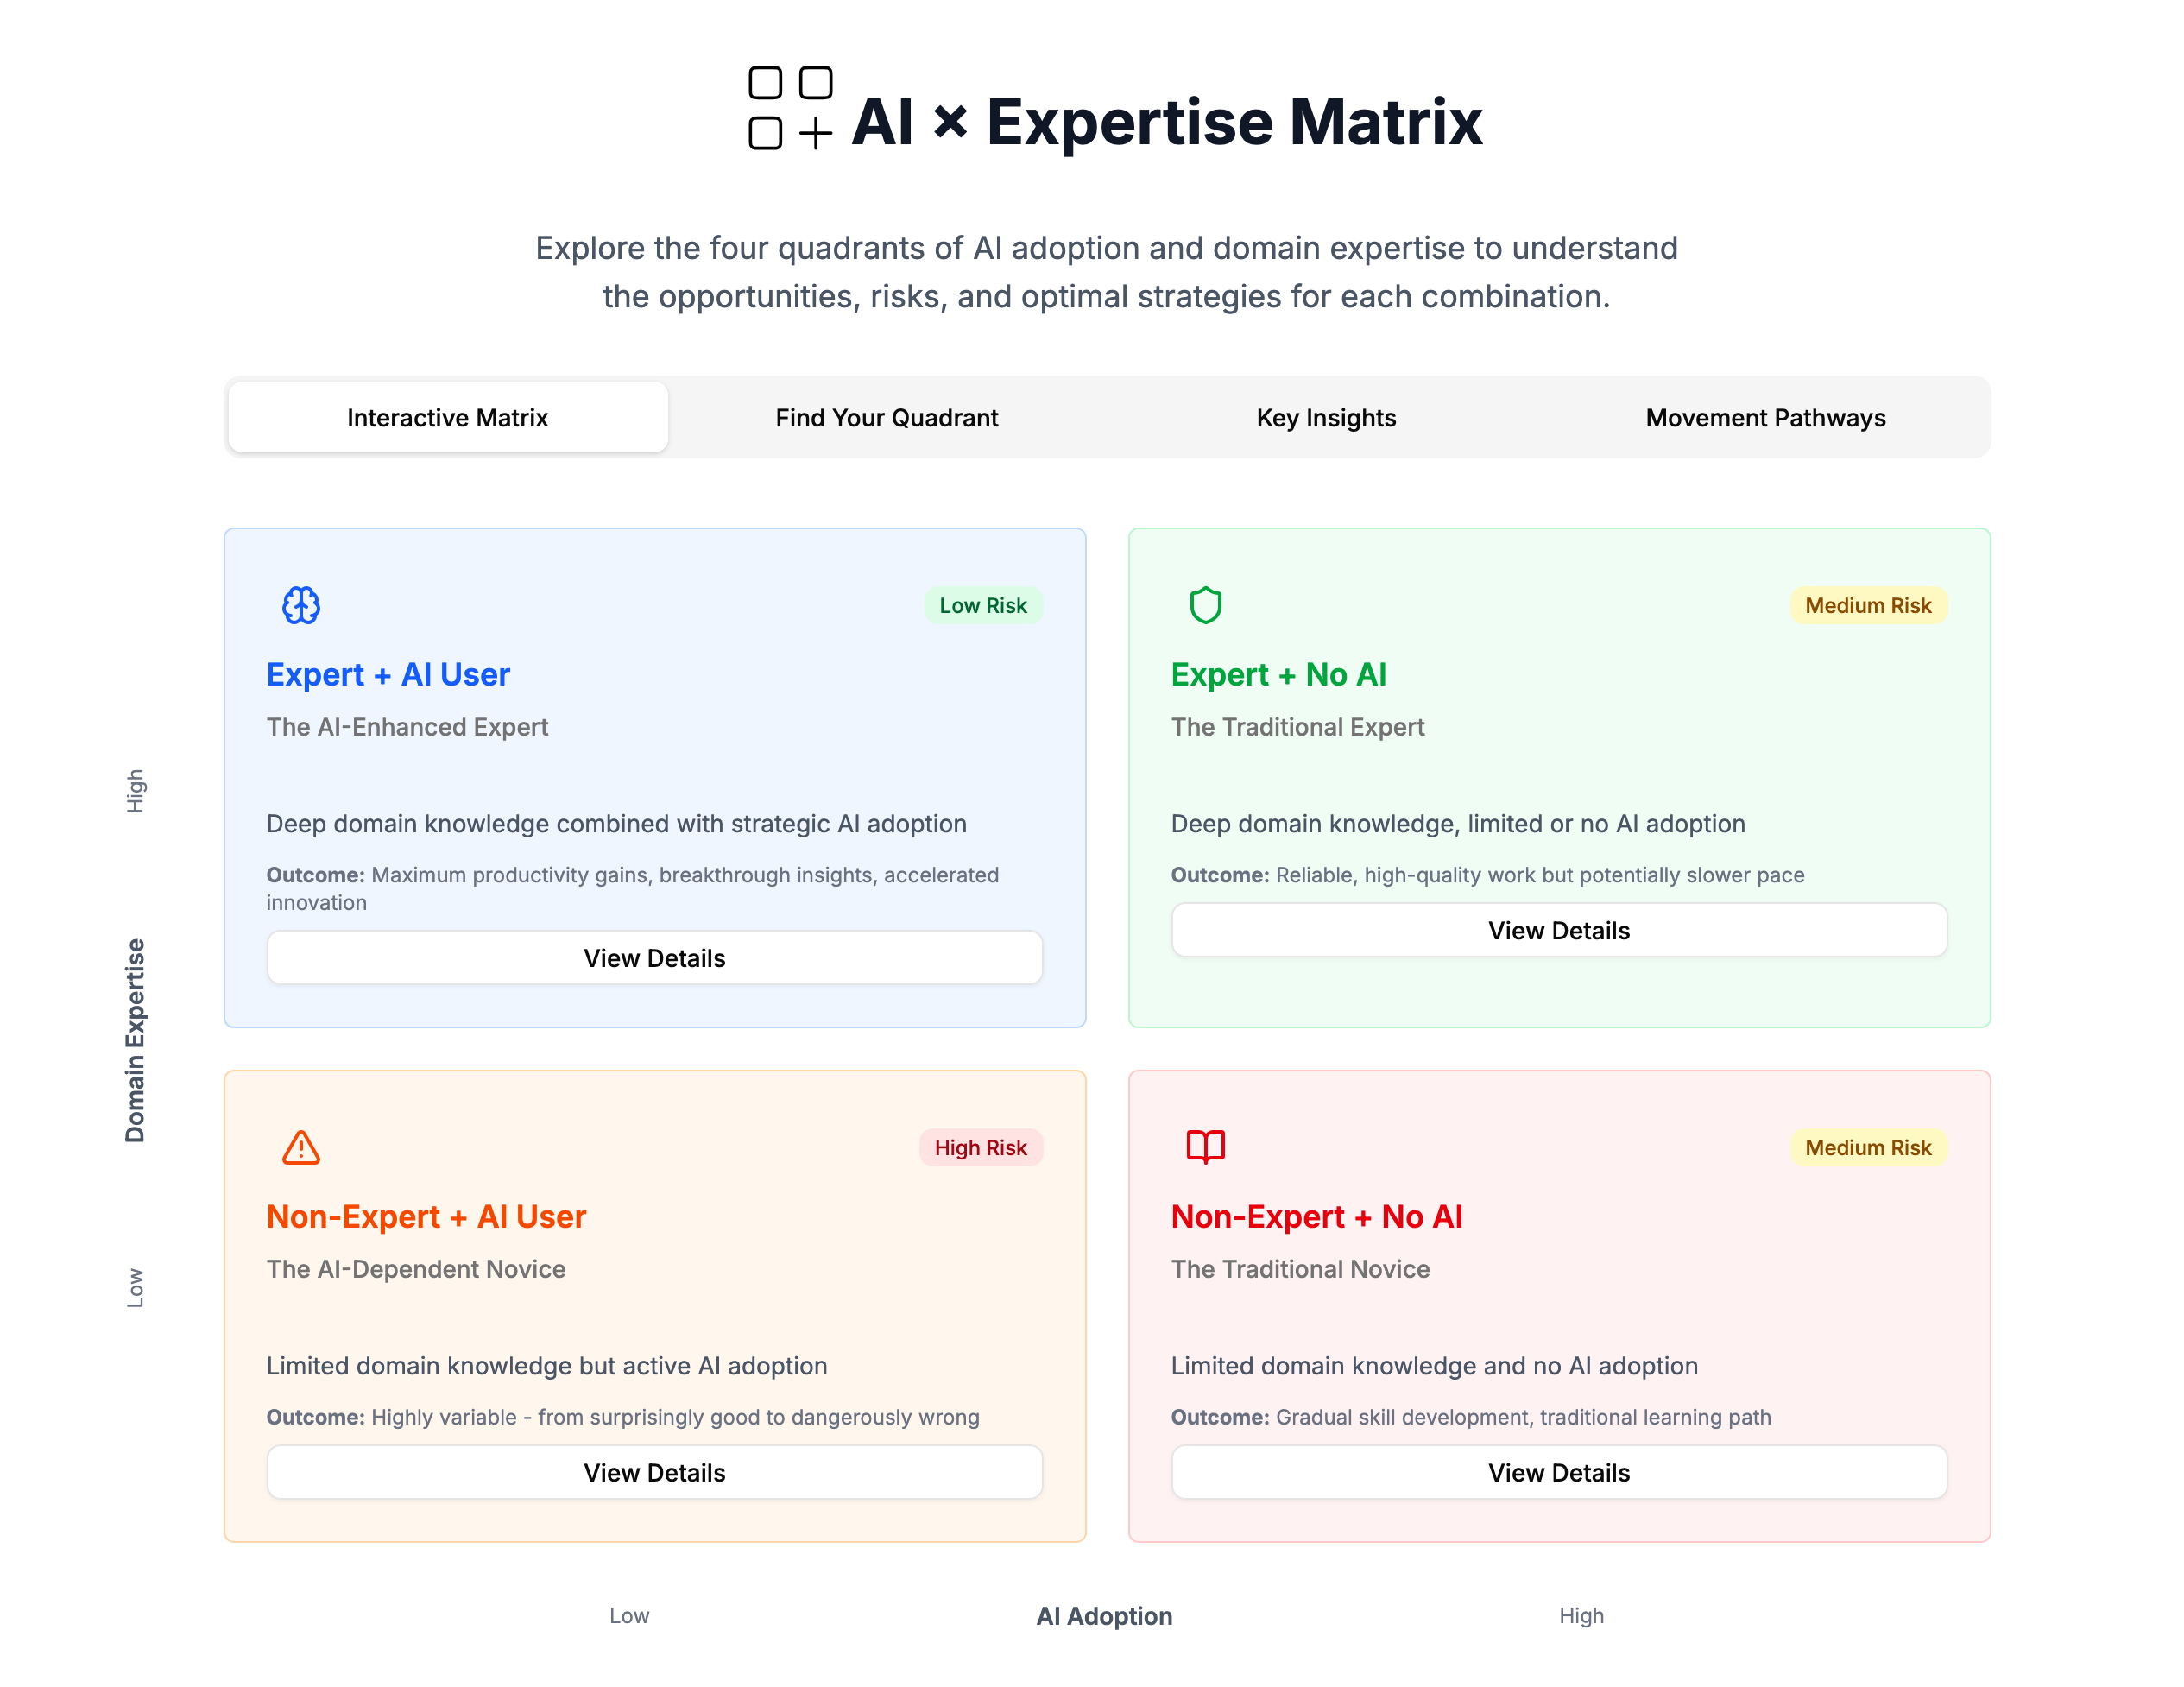 AI × Expertise Matrix
Explore the four quadrants of AI adoption and domain expertise to understand
the opportunities, risks, and optimal strategies for each combination.
Interactive Matrix
Find Your Quadrant
Key Insights
Movement Pathways
High
Domain Expertise
Low
Low Risk
Expert + AI User
The AI-Enhanced Expert
Deep domain knowledge combined with strategic AI adoption
Outcome: Maximum productivity gains, breakthrough insights, accelerated
innovation
View Details
Medium Risk
Expert + No AI
The Traditional Expert
Deep domain knowledge, limited or no AI adoption
Outcome: Reliable, high-quality work but potentially slower pace
View Details
High Risk
Non-Expert + AI User
The AI-Dependent Novice
Limited domain knowledge but active AI adoption
Outcome: Highly variable - from surprisingly good to dangerously wrong
View Details
Medium Risk
Non-Expert + No AI
The Traditional Novice
Limited domain knowledge and no AI adoption
Outcome: Gradual skill development, traditional learning path
View Details
Low
AI Adoption
High